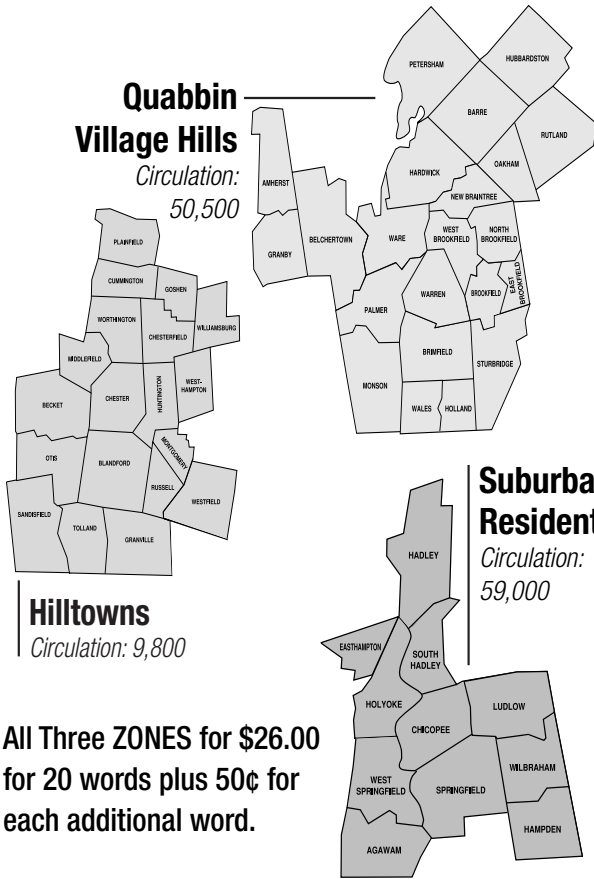 Quabbin
Village Hills
Circulation:
50,500
PETERSHAM
HUBBARDSTON
BARRE
RUTLAND
OAKHAM
HARDWICK
NEW BRAINTREE
AMHERST
BELCHERTOWN
GRANBY
WARE
WEST
BROOKFIELD
NORTH
BROOKFIELD
EAST
BROOKFIELD
BROOKFIELD
WARREN
PALMER
BRIMFIELD
STURBRIDGE
MONSON
WALES
HOLLAND
PLAINFIELD
CUMMINGTON
GOSHEN
WORTHINGTON
CHESTERFIELD
WILLIAMSBURG
MIDDLEFIELD
WEST-
HAMPTON
HUNTINGTON
CHESTER
BECKET
MONTGOMERY
OTIS
BLANDFORD
RUSSELL
WESTFIELD
SANDISFIELD
TOLLAND
GRANVILLE
Hilltowns
Circulation: 9,800
Suburba
Resident
Circulation:
59,000
HADLEY
EASTHAMPTON
SOUTH
HADLEY
HOLYOKE
LUDLOW
CHICOPEE
WILBRAHAM
WEST
SPRINGFIELD
SPRINGFIELD
HAMPDEN
AGAWAM
All Three ZONES for $26.00
for 20 words plus 50¢ for
each additional word.